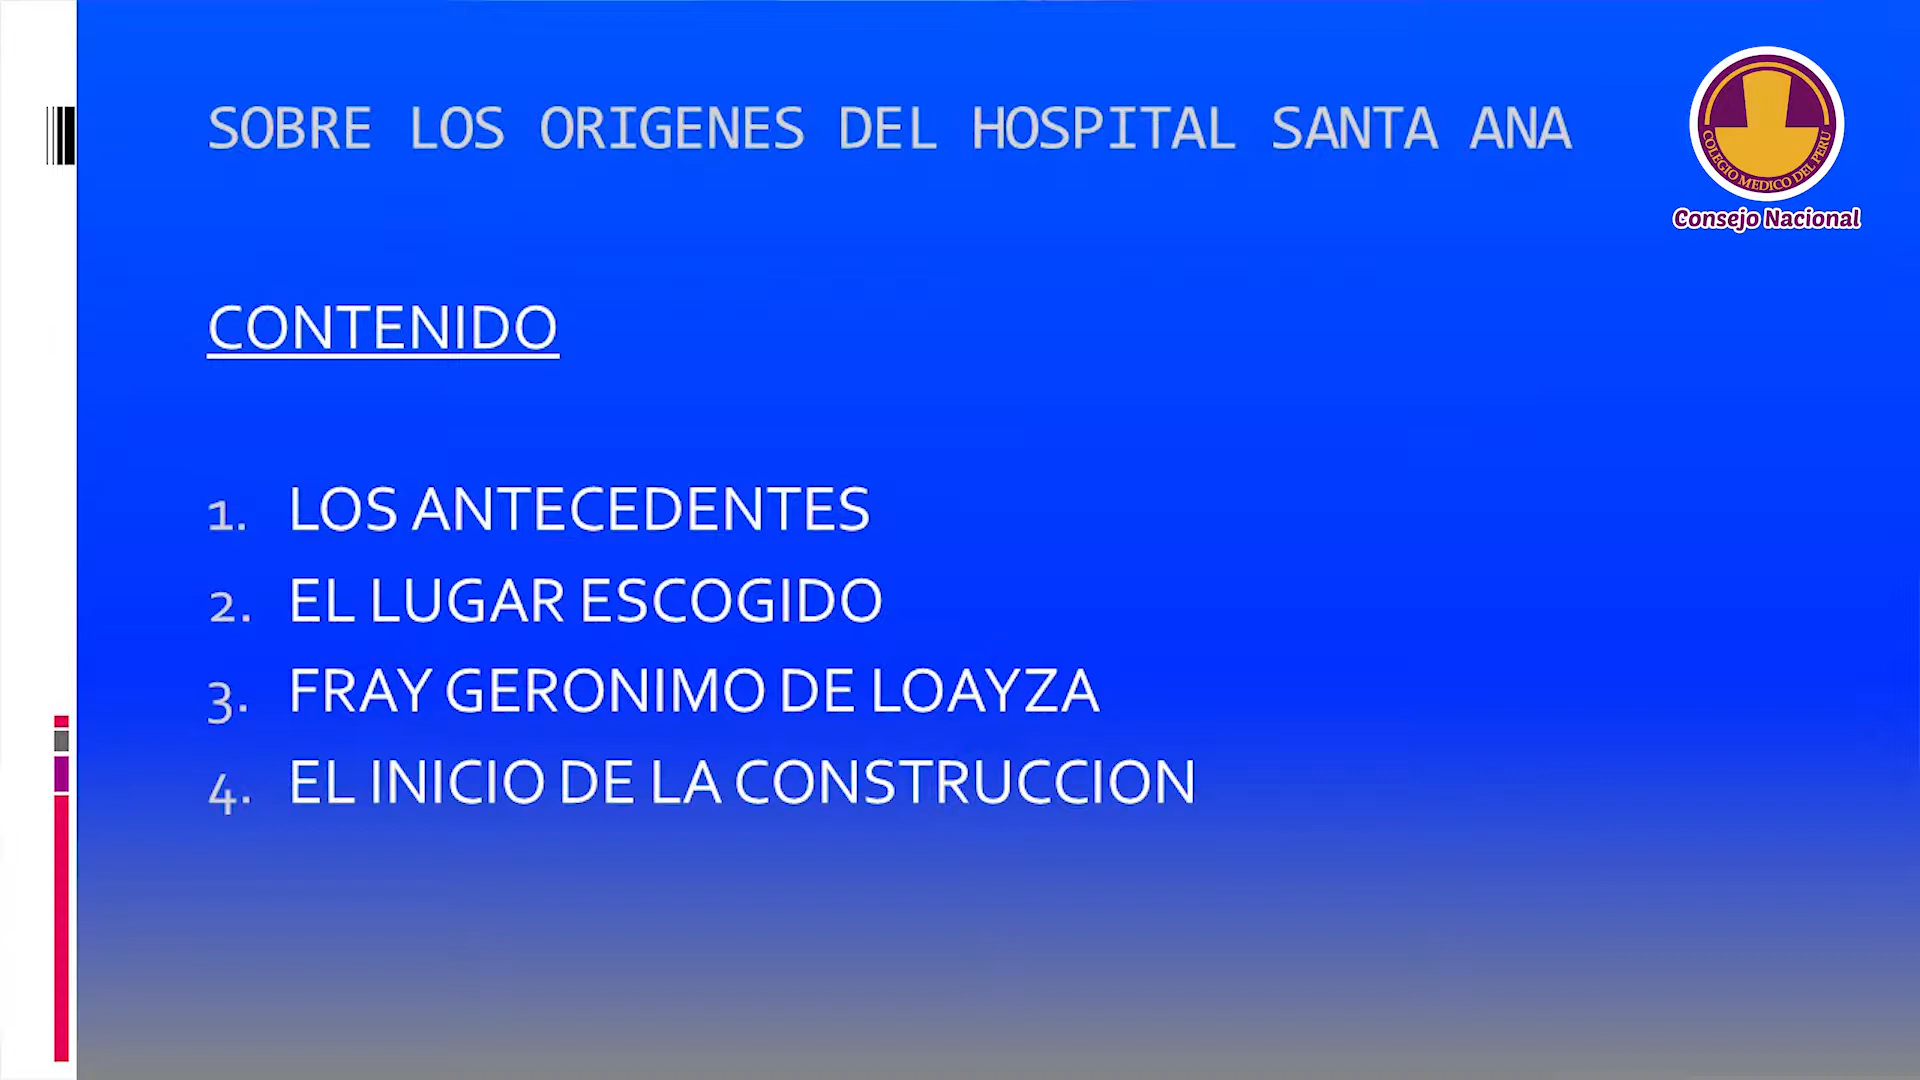 SOBRE LOS ORIGENES DEL HOSPITAL SANTA ANA
COLEGIO MEDICO DEL PERU
Consejo Nacional
CONTENIDO
1. LOS ANTECEDENTES
2. EL LUGAR ESCOGIDO
3. FRAY GERONIMO DE LOAYZA
4. EL INICIO DE LA CONSTRUCCION